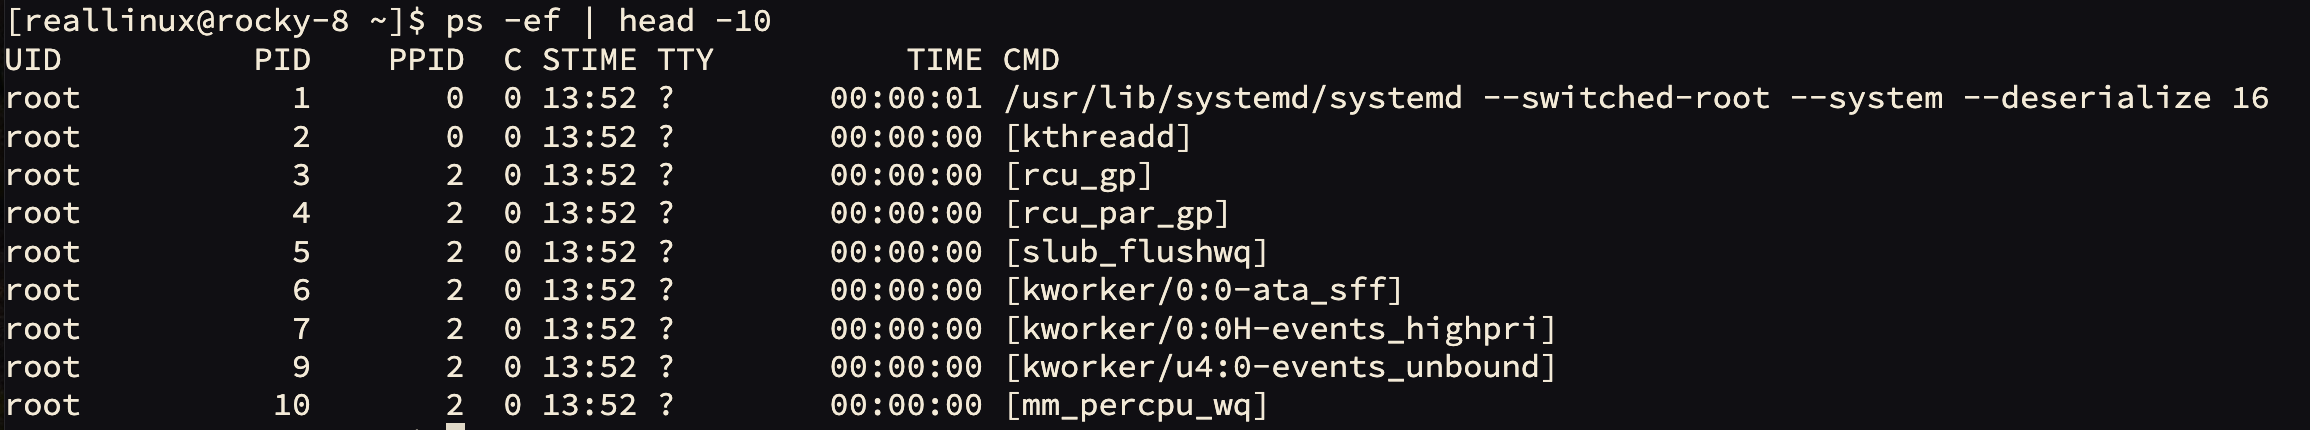 [reallinux@rocky-8 ~]$ ps -ef | head -10
UID          PID    PPID  C STIME TTY          TIME CMD
root           1       0  0 13:52 ?        00:00:01 /usr/lib/systemd/systemd --switched-root --system --deserialize 16
root           2       0  0 13:52 ?        00:00:00 [kthreadd]
root           3       2  0 13:52 ?        00:00:00 [rcu_gp]
root           4       2  0 13:52 ?        00:00:00 [rcu_par_gp]
root           5       2  0 13:52 ?        00:00:00 [slub_flushwq]
root           6       2  0 13:52 ?        00:00:00 [kworker/0:0-ata_sff]
root           7       2  0 13:52 ?        00:00:00 [kworker/0:0H-events_highpri]
root           9       2  0 13:52 ?        00:00:00 [kworker/u4:0-events_unbound]
root          10       2  0 13:52 ?        00:00:00 [mm_percpu_wq]